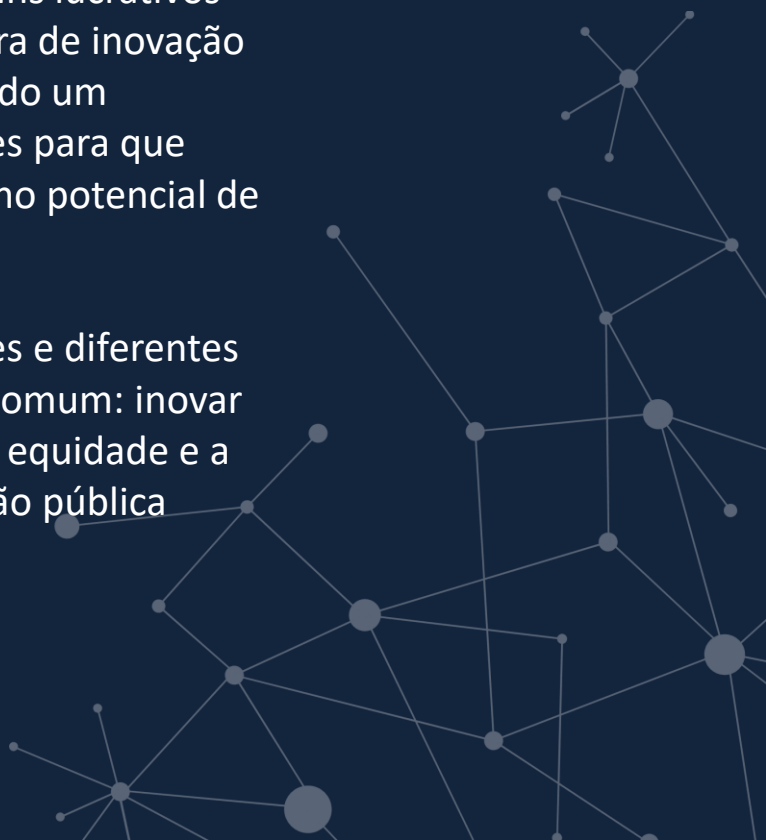 ins lucrativos
ra de inovação
do um
es para que
no potencial de
es e diferentes
omum: inovar
equidade e a
ão pública